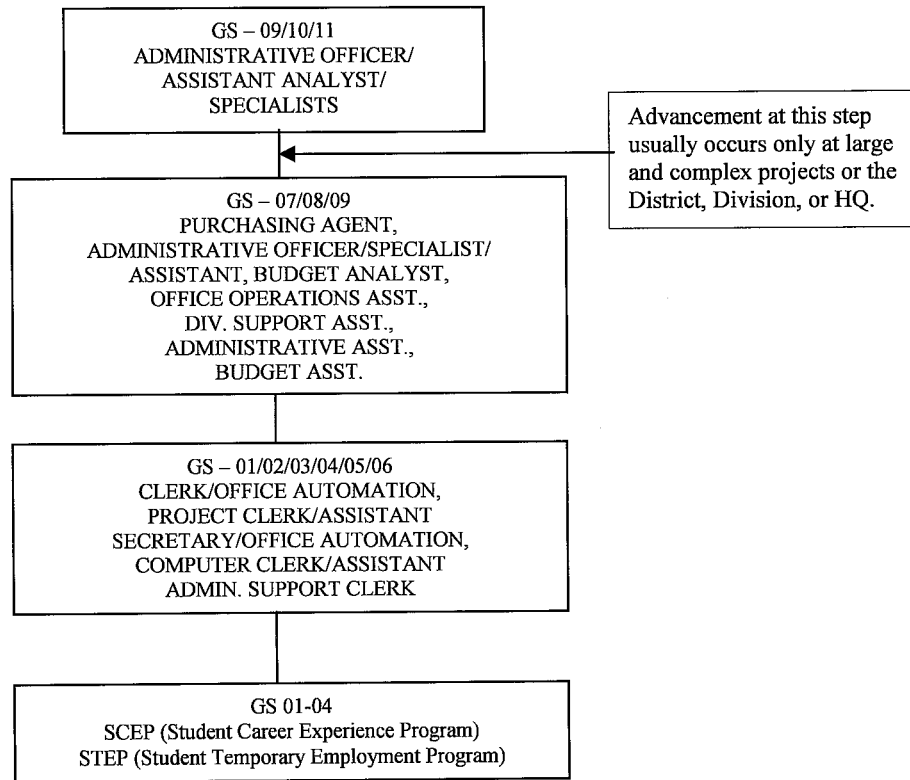 GS – 09/10/11
ADMINISTRATIVE OFFICER/
ASSISTANT ANALYST/
SPECIALISTS
Advancement at this step
usually occurs only at large
and complex projects or the
District, Division, or HQ.
GS – 07/08/09
PURCHASING AGENT,
ADMINISTRATIVE OFFICER/SPECIALIST/
ASSISTANT, BUDGET ANALYST,
OFFICE OPERATIONS ASST.,
DIV. SUPPORT ASST.,
ADMINISTRATIVE ASST.,
BUDGET ASST.
GS – 01/02/03/04/05/06
CLERK/OFFICE AUTOMATION,
PROJECT CLERK/ASSISTANT
SECRETARY/OFFICE AUTOMATION,
COMPUTER CLERK/ASSISTANT
ADMIN. SUPPORT CLERK
GS 01-04
SCEP (Student Career Experience Program)
STEP (Student Temporary Employment Program)